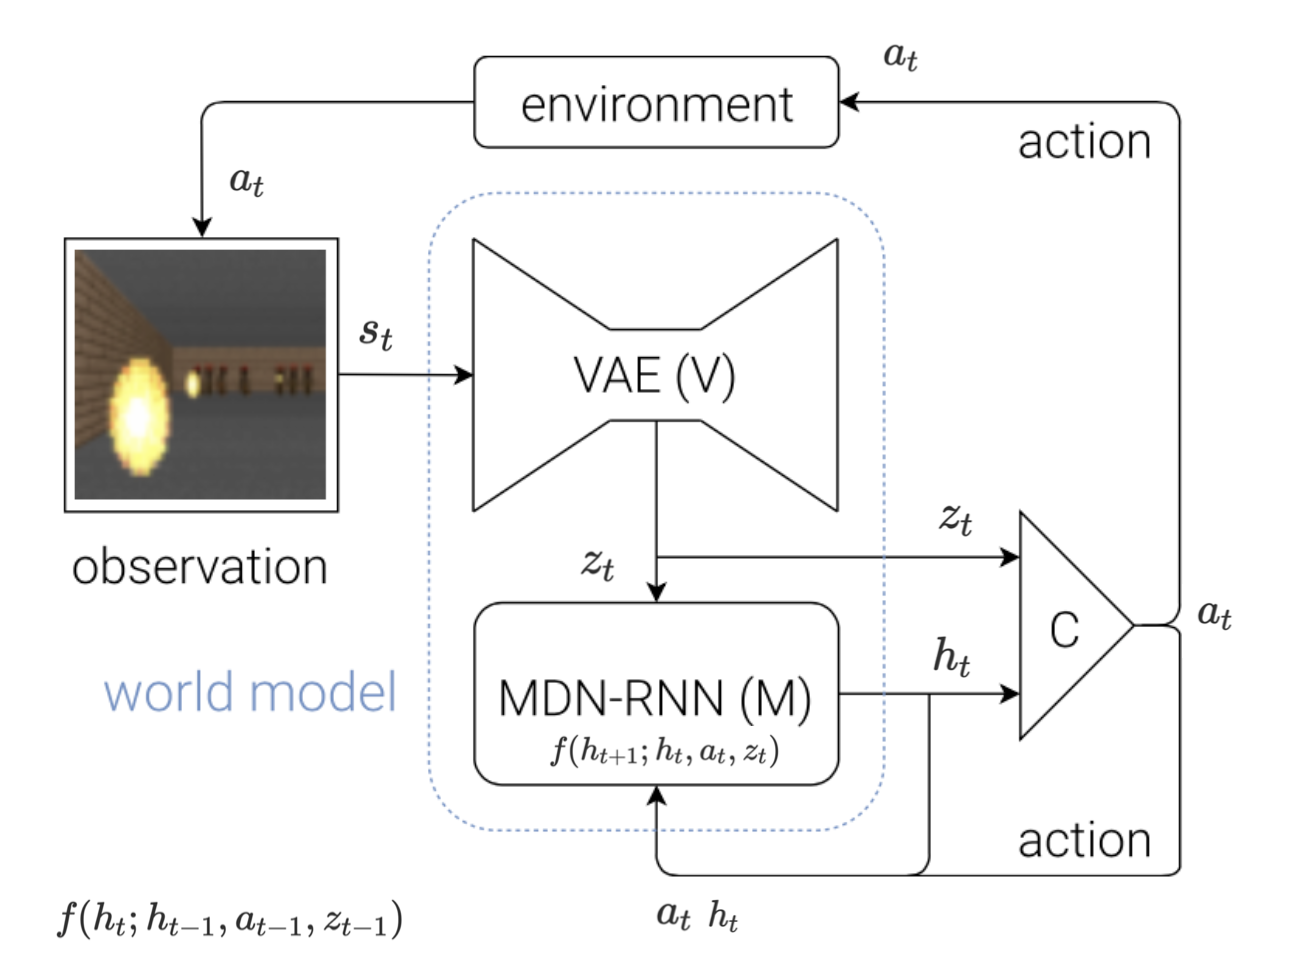 a_t
environment
action
a_t
s_t
VAE (V)
z_t
observation
z_t
C
a_t
h_t
world model
MDN-RNN (M)
f(h_{t+1}; h_t, a_t, z_t)
action
f(h_t; h_{t-1}, a_{t-1}, z_{t-1})
a_t h_t